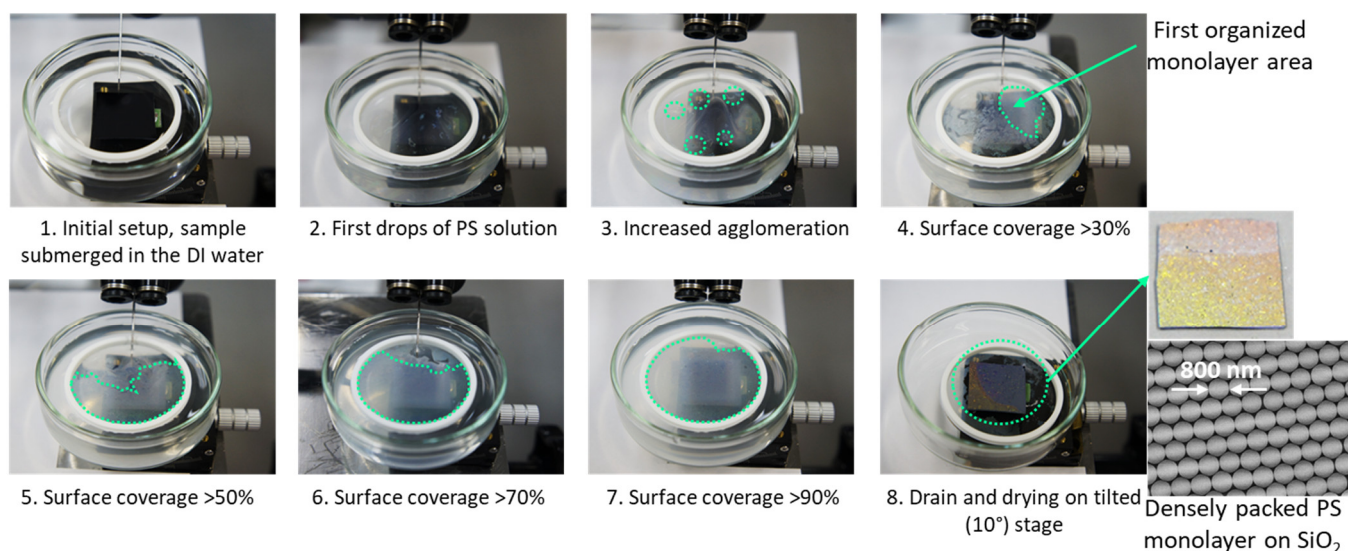 First organized
monolayer area
1. Initial setup, sample
submerged in the DI water
2. First drops of PS solution
3. Increased agglomeration
4. Surface coverage >30%
5. Surface coverage >50%
6. Surface coverage >70%
7. Surface coverage >90%
8. Drain and drying on tilted
(10°) stage
800 nm
Densely packed PS
monolayer on SiO₂